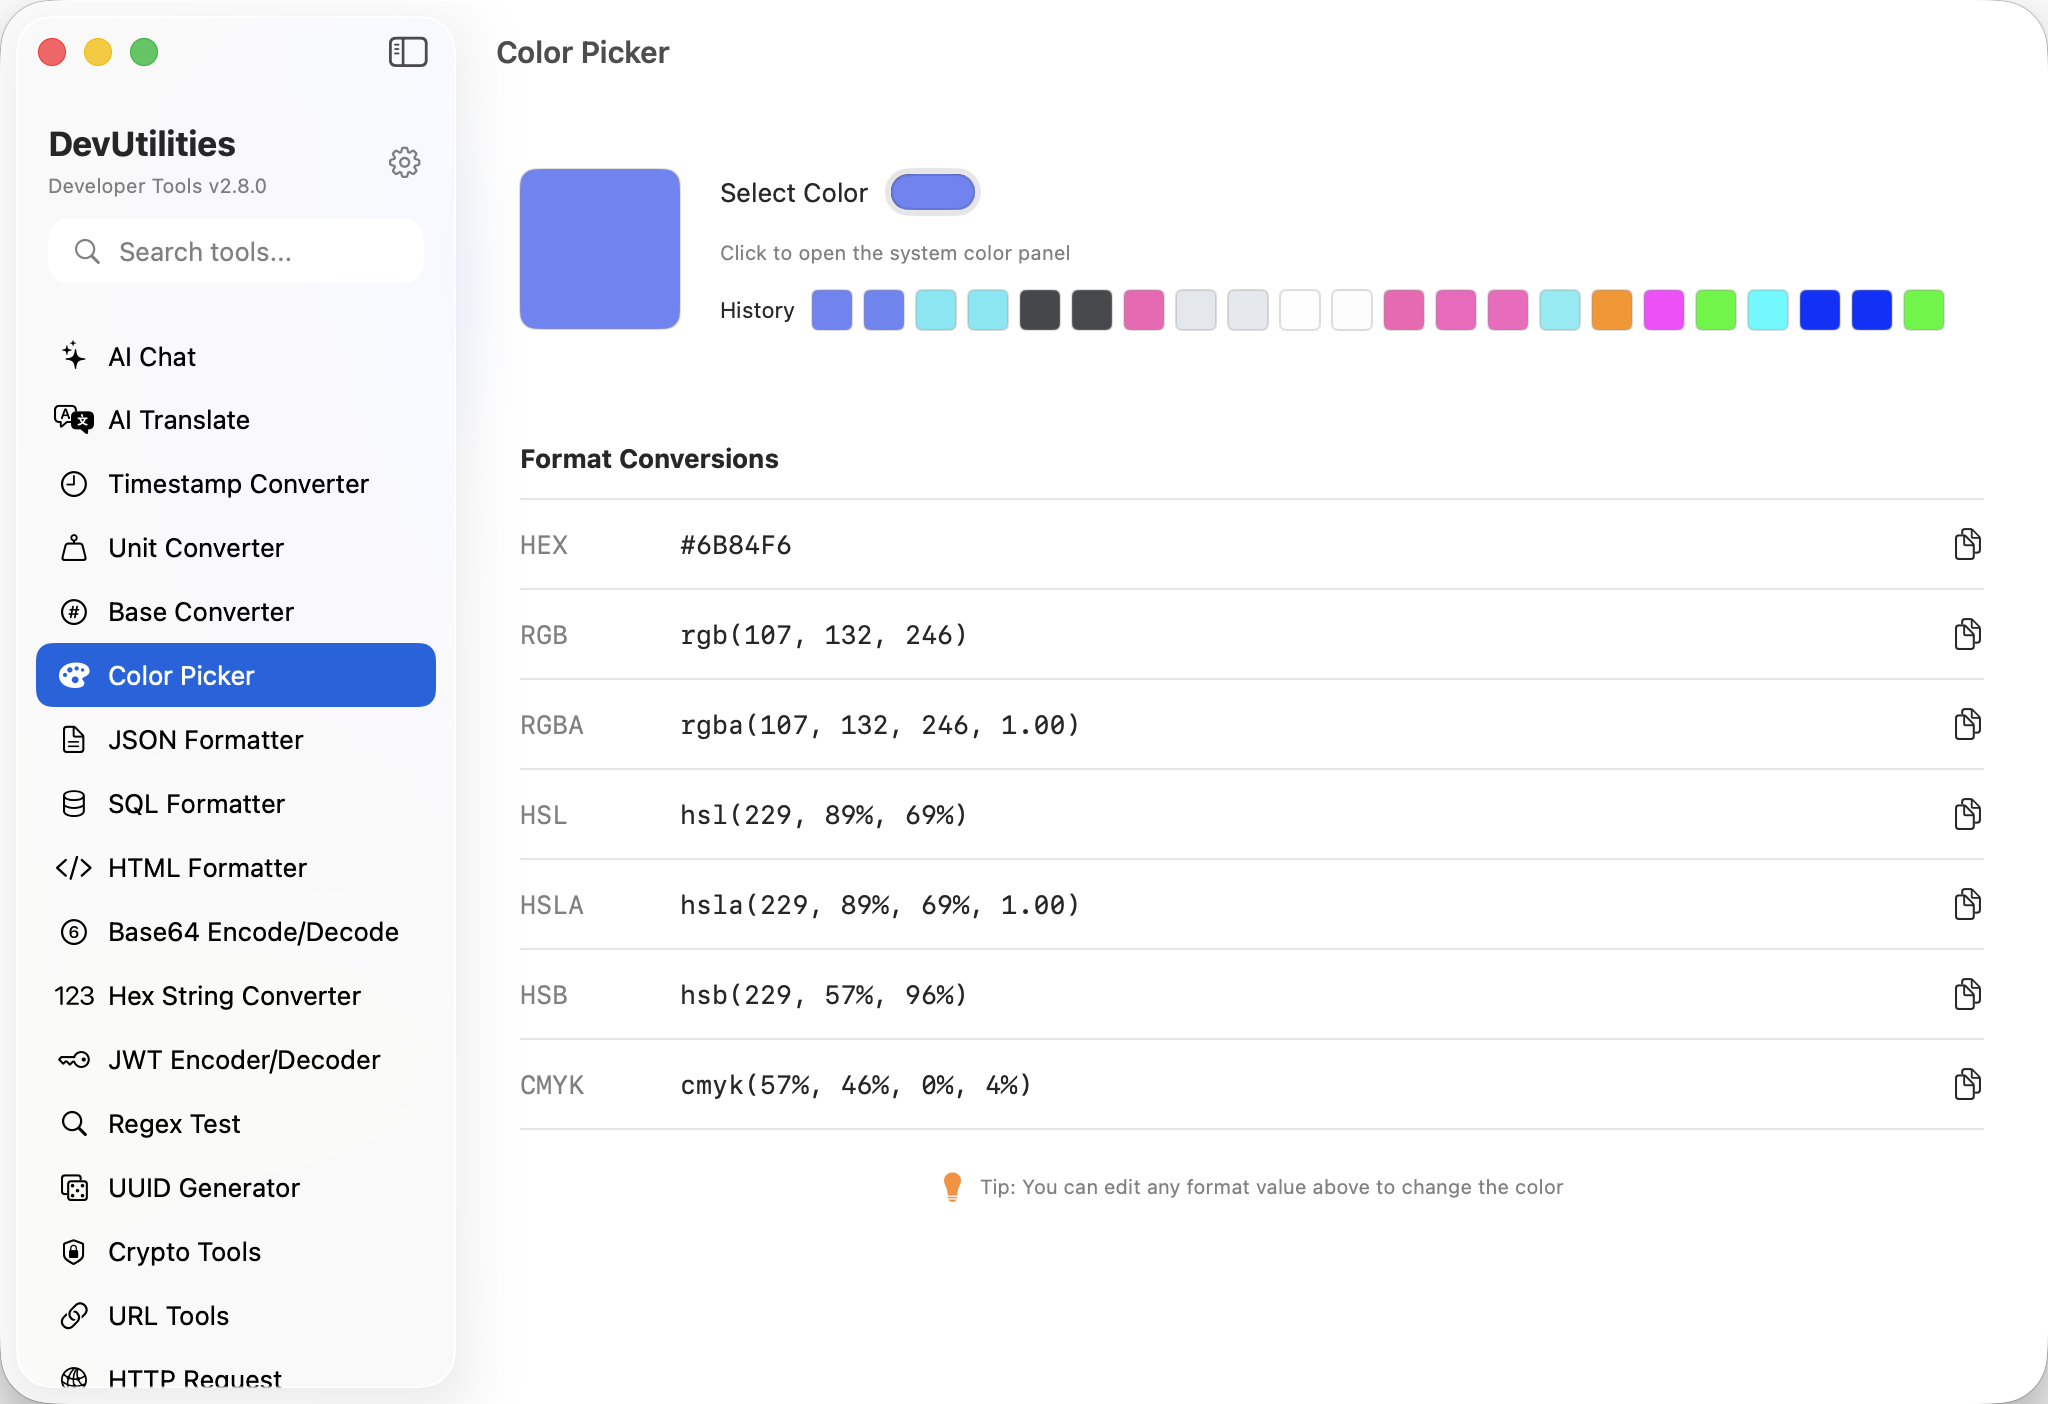 Color Picker
DevUtilities
Developer Tools v2.8.0
Search tools...
AI Chat
AI Translate
Timestamp Converter
Unit Converter
Base Converter
Color Picker
JSON Formatter
SQL Formatter
HTML Formatter
Base64 Encode/Decode
123 Hex String Converter
JWT Encoder/Decoder
Regex Test
UUID Generator
Crypto Tools
URL Tools
HTTP Request
Select Color
Click to open the system color panel
History
Format Conversions
HEX #6B84F6
RGB rgb(107, 132, 246)
RGBA rgba(107, 132, 246, 1.00)
HSL hsl(229, 89%, 69%)
HSLA hsla(229, 89%, 69%, 1.00)
HSB hsb(229, 57%, 96%)
CMYK cmyk(57%, 46%, 0%, 4%)
Tip: You can edit any format value above to change the color